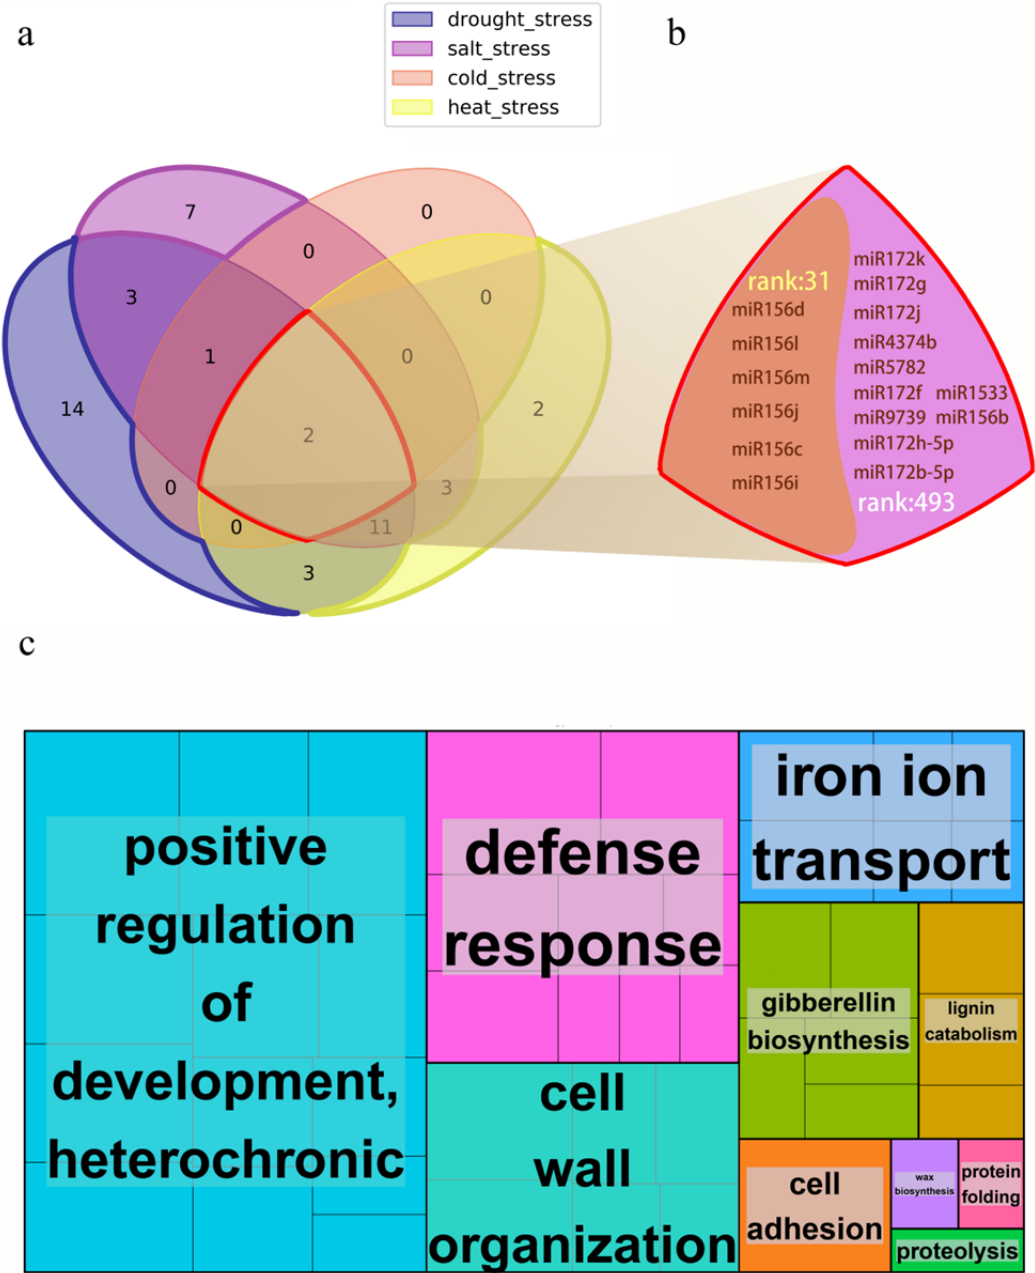 a
drought_stress
salt_stress
cold_stress
heat_stress
b
7
0
0
3
0
1
0
14
2
2
0
3
0
11
3
rank:31
miR156d
miR156l
miR156m
miR156j
miR156c
miR156i
miR172k
miR172g
miR172j
miR4374b
miR5782
miR172f miR1533
miR9739 miR156b
miR172h-5p
miR172b-5p
rank:493
c
positive
regulation
of
development,
heterochronic
defense
response
cell
wall
organization
iron ion
transport
gibberellin
biosynthesis
lignin
catabolism
cell
adhesion
wax
biosynthesis
protein
folding
proteolysis